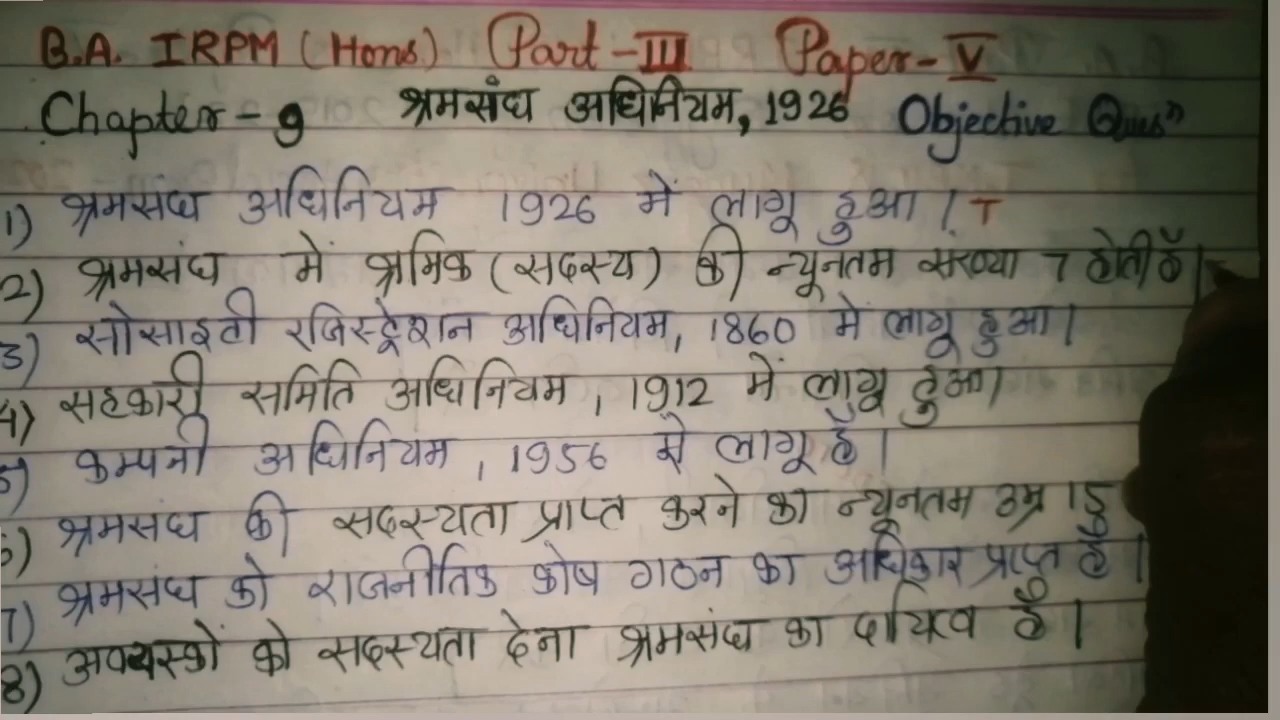 B.A. IRPM (Hons) Part-III Paper-V
Chapter-9 श्रमसंघ अधिनियम, 1926 Objective Quesn
1) श्रमसंघ अधिनियम 1926 में लागू हुआ। T
2) श्रमसंघ में श्रमिक (सदस्य) की न्यूनतम संख्या 7 होती है।
3) सोसाइटी रजिस्ट्रेशन अधिनियम, 1860 में लागू हुआ।
4) सहकारी समिति अधिनियम, 1912 में लागू हुआ।
5) कम्पनी अधिनियम, 1956 से लागू है।
6) श्रमसंघ की सदस्यता प्राप्त करने का न्यूनतम उम्र 15
7) श्रमसंघ को राजनीतिक कोष गठन का अधिकार प्राप्त है।
8) अवयस्कों को सदस्यता देना श्रमसंघ का दायित्व है।